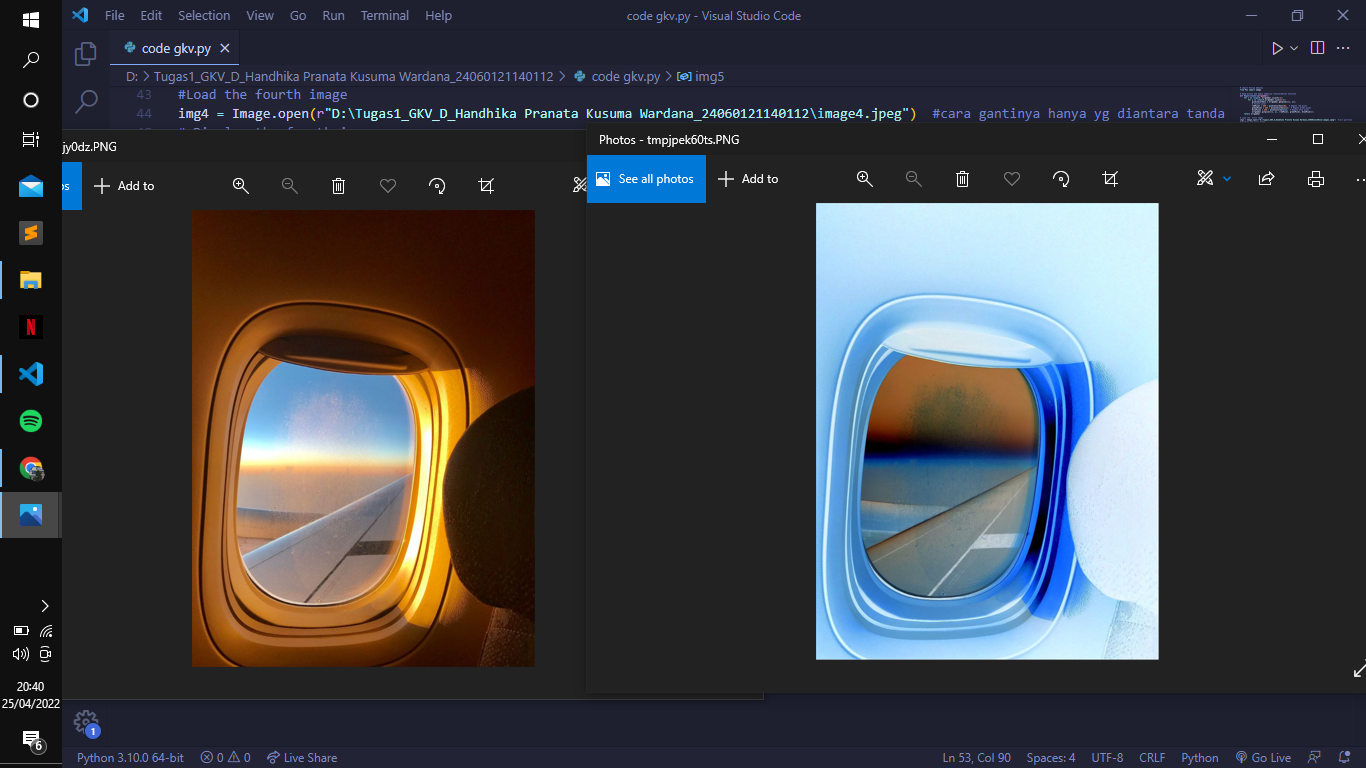 File Edit Selection View Go Run Terminal Help
code gkv.py - Visual Studio Code
code gkv.py
D: > Tugas1_GKV_D_Handhika Pranata Kusuma Wardana_24060121140112 > code gkv.py > img5
43 #Load the fourth image
44 img4 = Image.open(r"D:\Tugas1_GKV_D_Handhika Pranata Kusuma Wardana_24060121140112\image4.jpeg") #cara gantinya hanya yg diantara tanda
jy0dz.PNG
Add to
Photos - tmpjpek60ts.PNG
See all photos
Add to
20:40
25/04/2022
6
1
Python 3.10.0 64-bit 0 0 Live Share
Ln 53, Col 90 Spaces: 4 UTF-8 CRLF Python Go Live